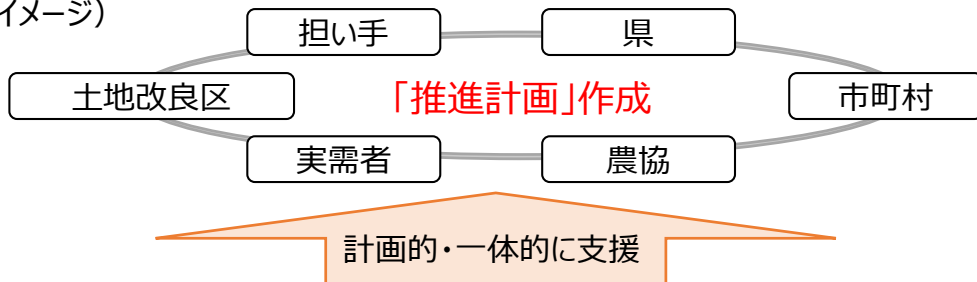 イメージ）
担い手
県
土地改良区
「推進計画」作成
市町村
実需者
農協
計画的・一体的に支援